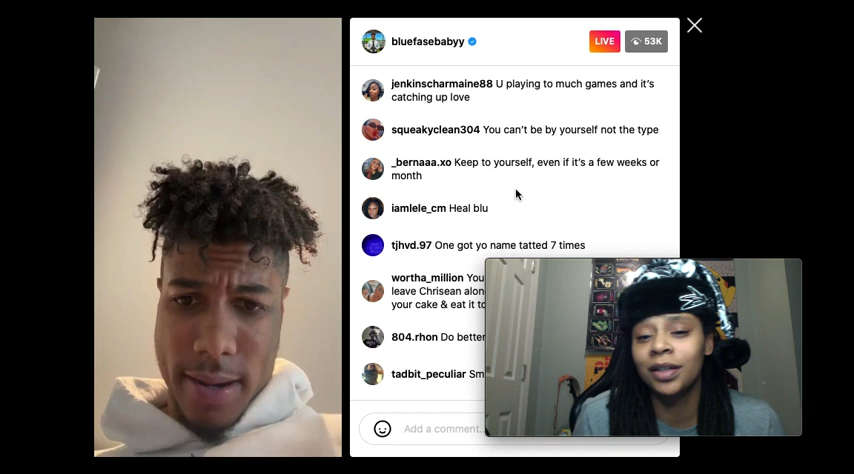 bluefasebabyy
LIVE
53K
jenkinscharmaine88 U playing to much games and it's
catching up love
squeakyclean304 You can't be by yourself not the type
_bernaaa.xo Keep to yourself, even if it's a few weeks or
month
iamlele_cm Heal blu
tjhvd.97 One got yo name tatted 7 times
wortha_million You
leave Chrisean alon
your cake & eat it to
804.rhon Do better
tadbit_peculiar Sm
Add a comment...